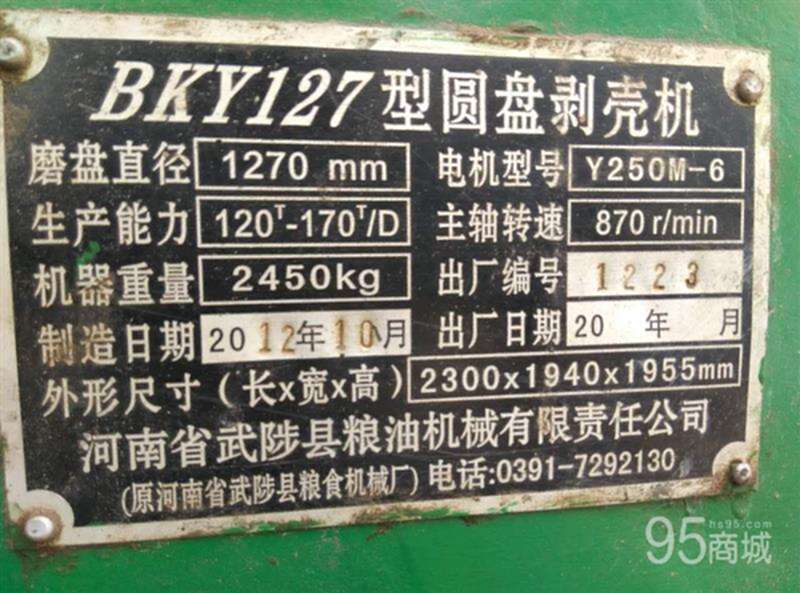 BKY127型圆盘剥壳机
磨盘直径 1270 mm 电机型号 Y250M-6
生产能力 120T-170T/D 主轴转速 870 r/min
机器重量 2450kg 出厂编号 1223
制造日期 2012年10月 出厂日期 20 年 月
外形尺寸(长x宽x高) 2300x1940x1955mm
河南省武陟县粮油机械有限责任公司
(原河南省武陟县粮食机械厂) 电话:0391-7292130
hs95.com
95商城